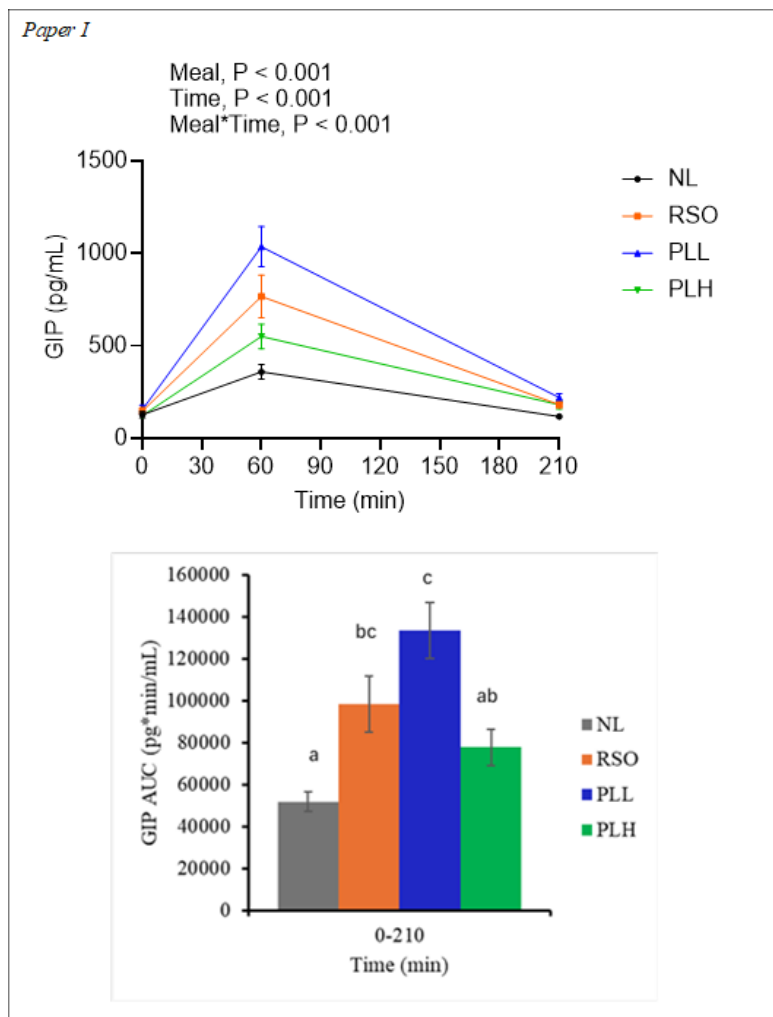 Paper I
Meal, P < 0.001
Time, P < 0.001
Meal*Time, P < 0.001
1500
1000
500
0
GIP (pg/mL)
0 30 60 90 120 150 180 210
Time (min)
NL
RSO
PLL
PLH
160000
140000
120000
100000
80000
60000
40000
20000
0
GIP AUC (pg*min/mL)
a
bc
c
ab
0-210
Time (min)
NL
RSO
PLL
PLH